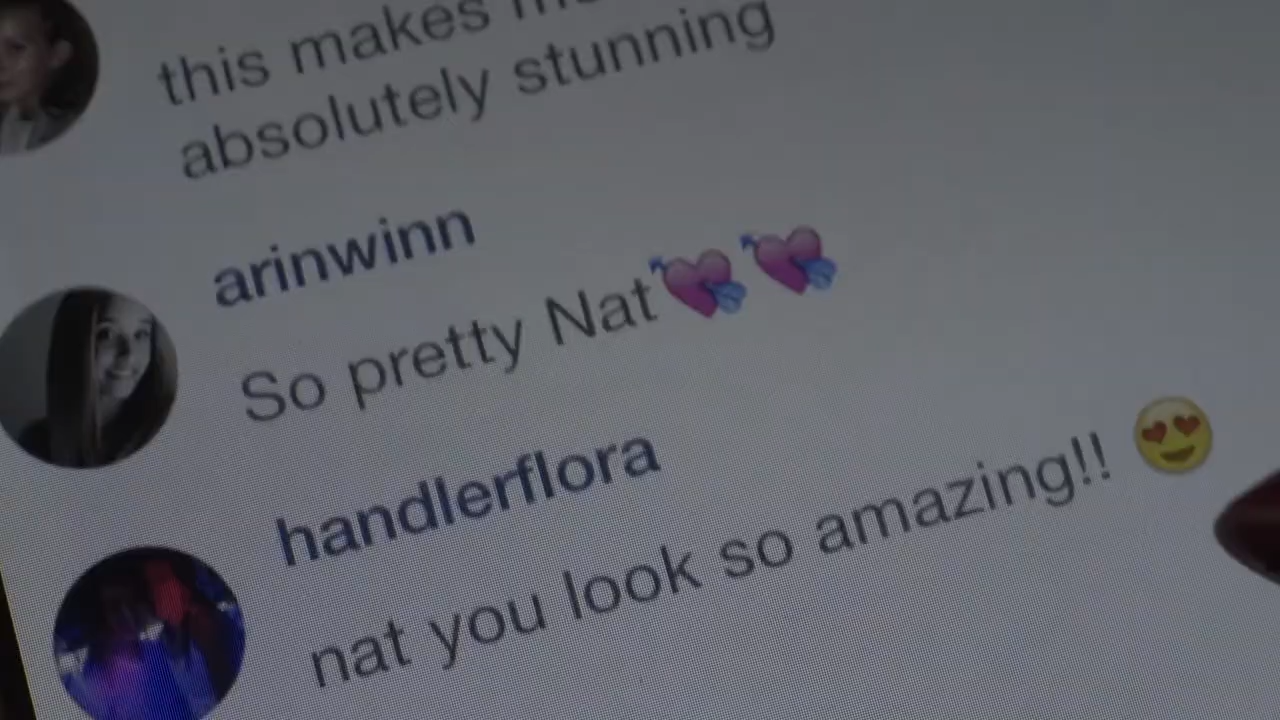 this makes
absolutely stunning
arinwinn
So pretty Nat💘💘
handlerflora
nat you look so amazing!! 😍